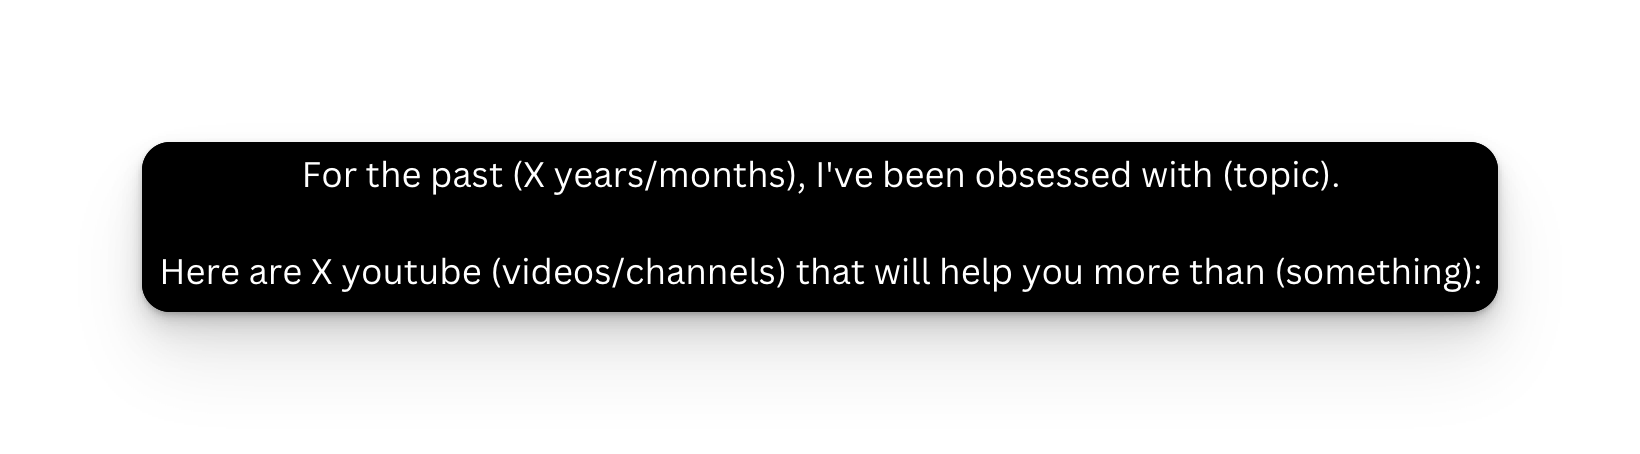 For the past (X years/months), I've been obsessed with (topic).
Here are X youtube (videos/channels) that will help you more than (something):